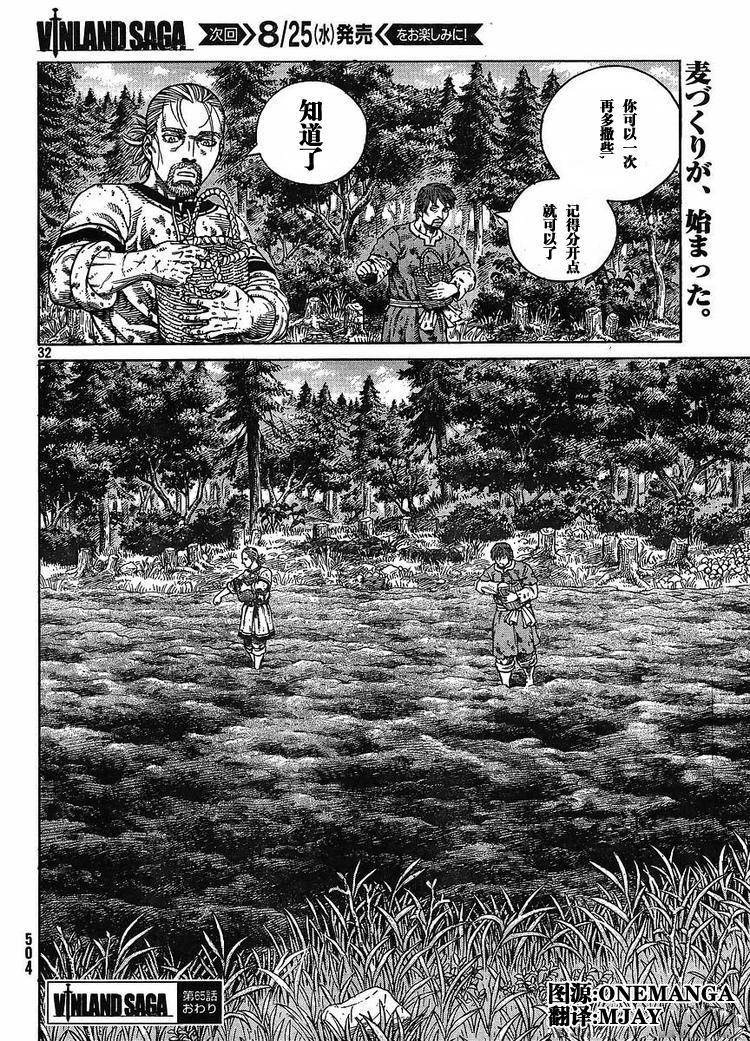 VINLAND SAGA
次回
8/25(水)発売
をお楽しみに!
麦づくりが、始まった。
你可以一次
再多撒些,
记得分开点
就可以了
知道了
32
504
VINLAND SAGA
第65話
おわり
图源:ONEMANGA
翻译:MJAY